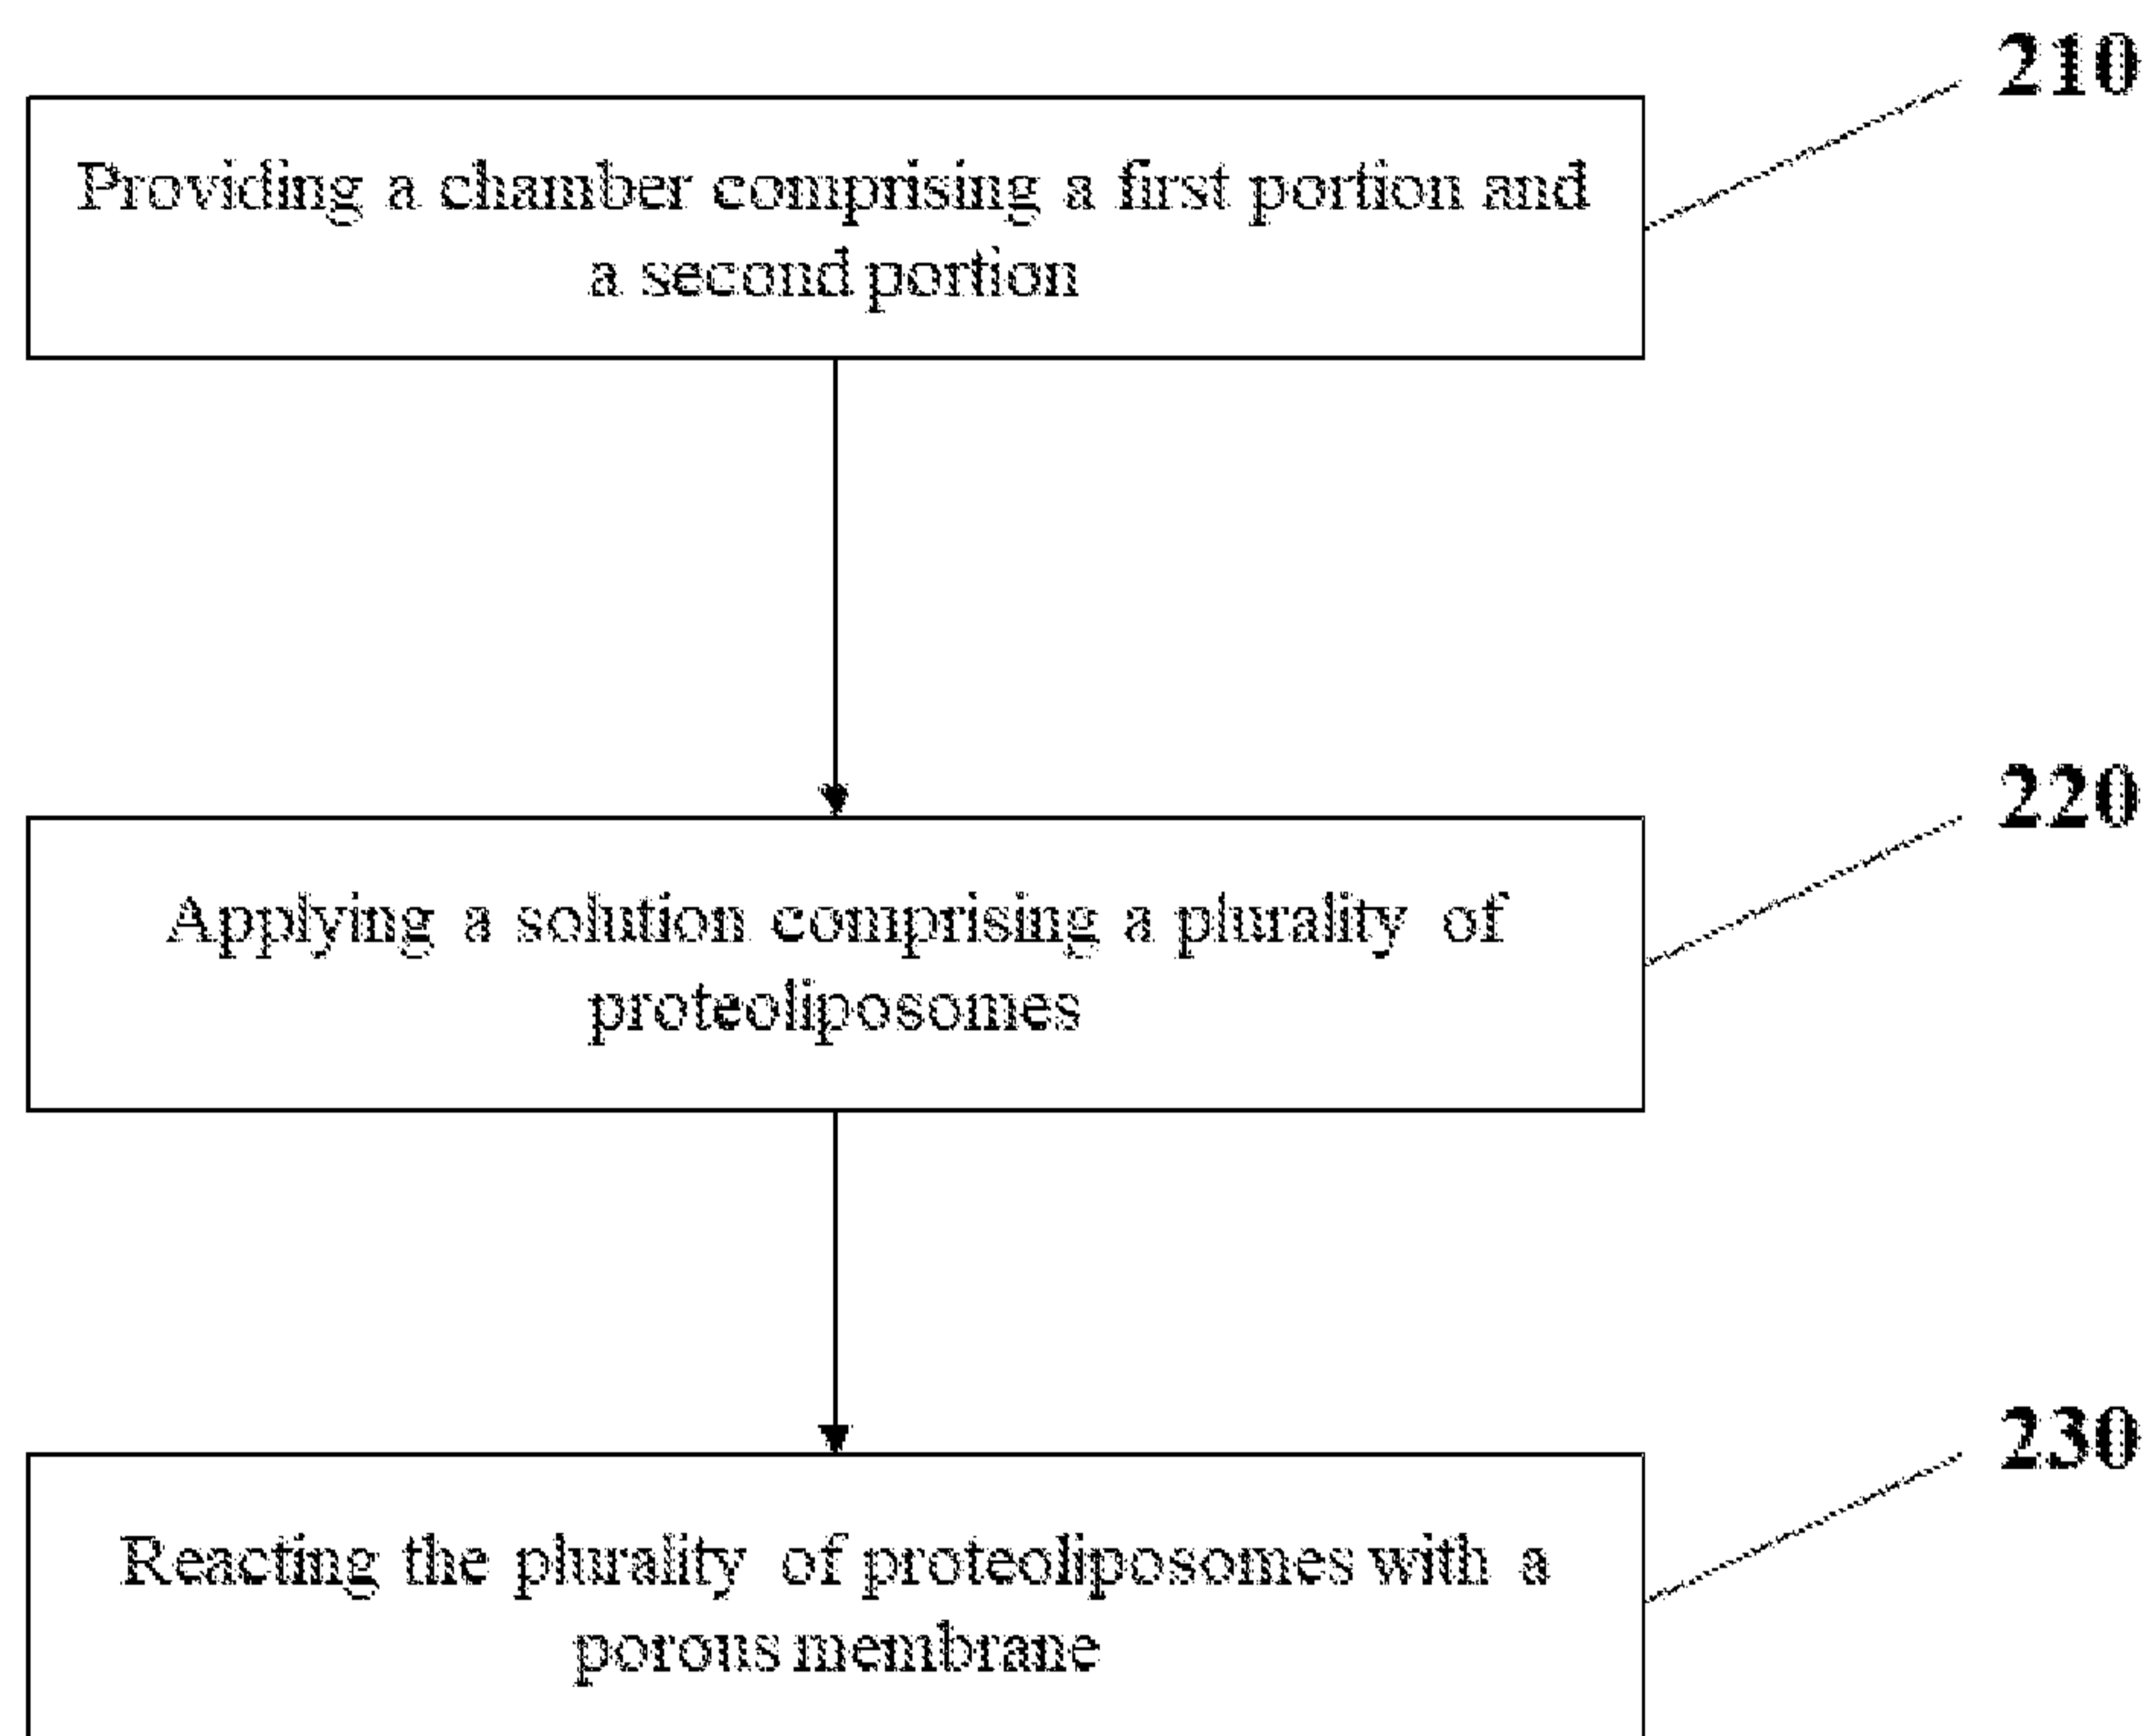 210
Providing a chamber comprising a first portion and
a second portion
220
Applying a solution comprising a plurality of
proteoliposomes
230
Reacting the plurality of proteoliposomes with a
porous membrane